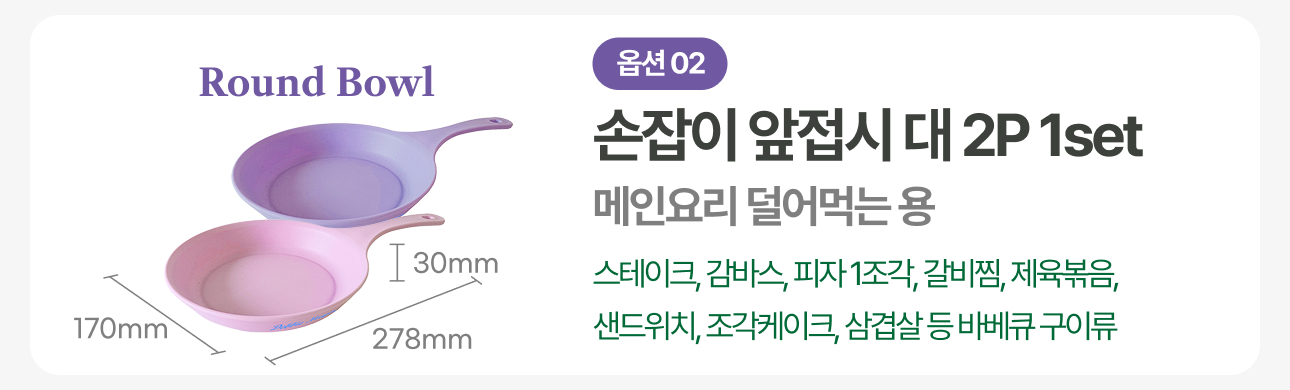 Round Bowl
30mm
170mm
278mm
옵션 02
손잡이 앞접시 대 2P 1set
메인요리 덜어먹는 용
스테이크, 감바스, 피자 1조각, 갈비찜, 제육볶음,
샌드위치, 조각케이크, 삼겹살 등 바베큐 구이류